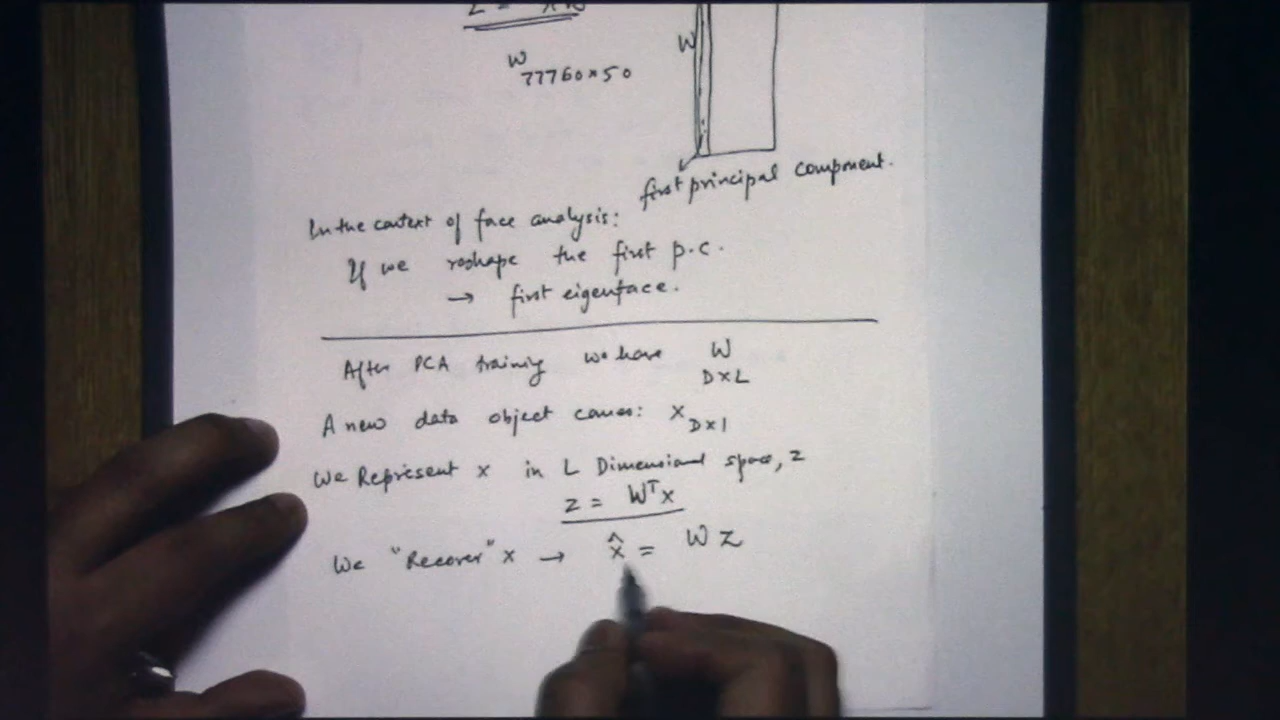 W
W
77760×50
first principal component.
In the context of face analysis:
If we reshape the first p.c.
→ first eigenface.
After PCA training we have W
D×L
A new data object comes: x D×1
We Represent x in L Dimensional space, z
z = Wᵀx
We "Recover" x → x̂ = W z